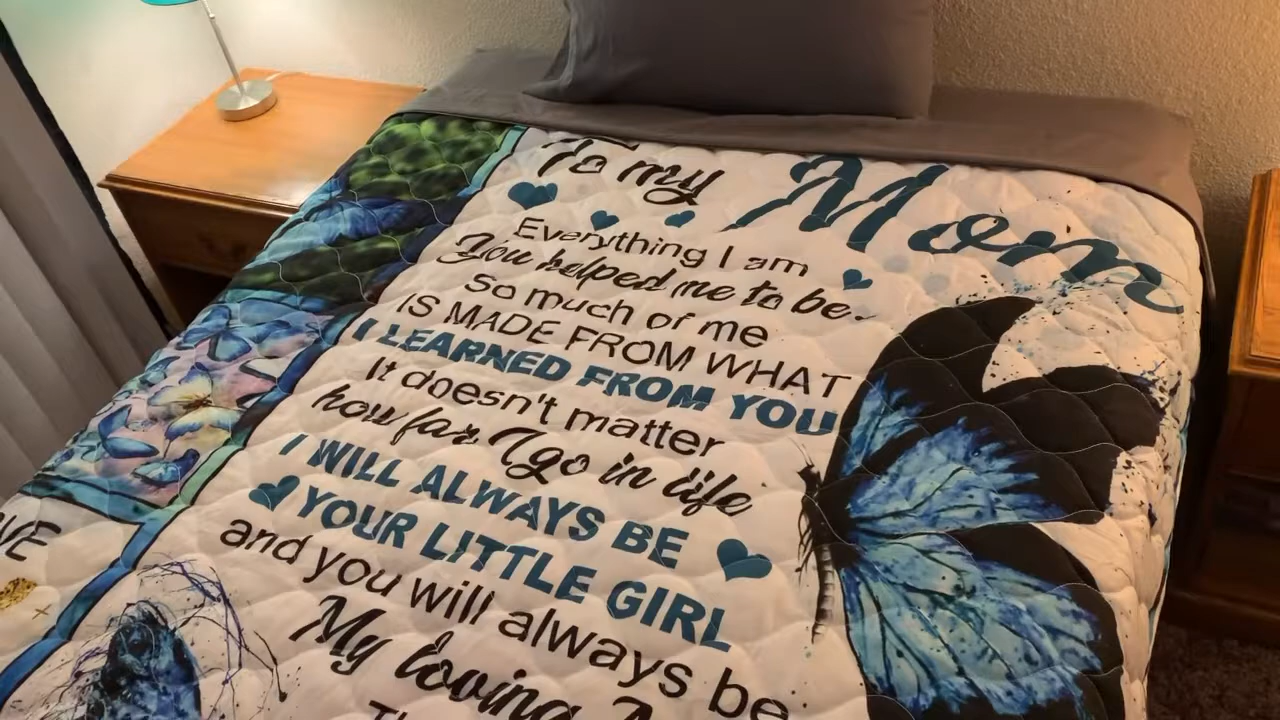 To my Mom
Everything I am
You helped me to be.
So much of me
IS MADE FROM WHAT
I LEARNED FROM YOU
It doesn't matter
how far I go in life
I WILL ALWAYS BE
YOUR LITTLE GIRL
and you will always be
My loving